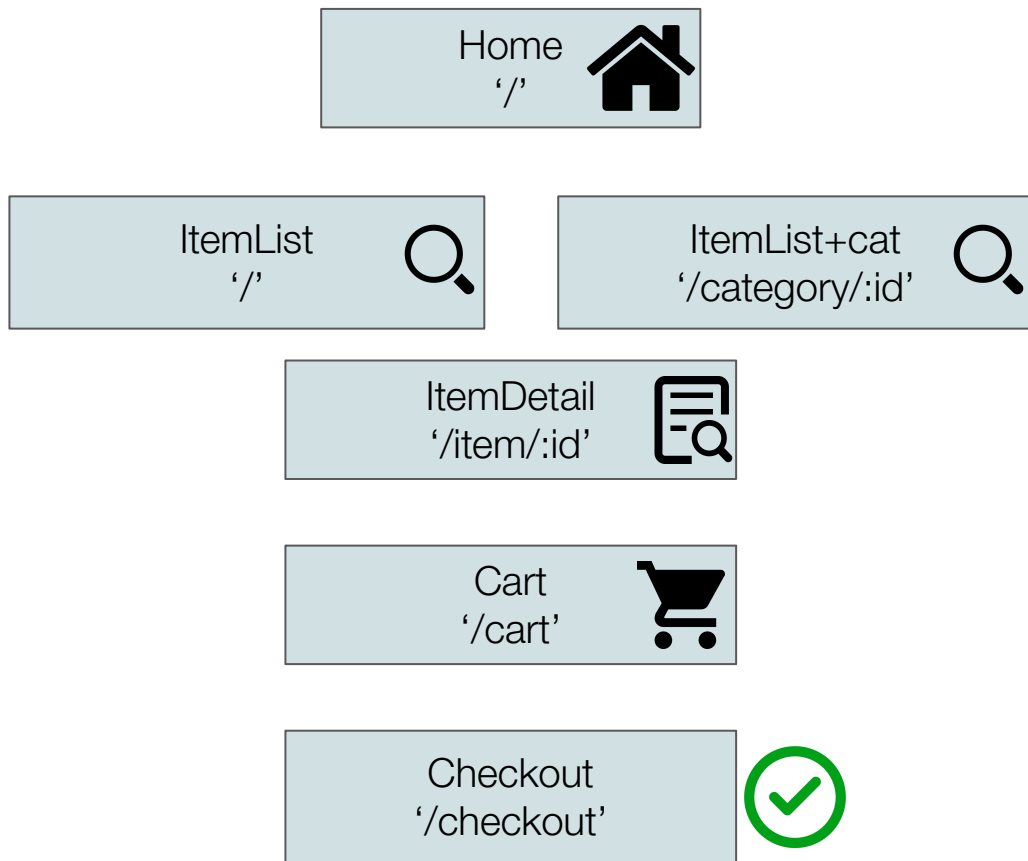 Home
‘/’
ItemList
‘/’
ItemList+cat
‘/category/:id’
ItemDetail
‘/item/:id’
Cart
‘/cart’
Checkout
‘/checkout’